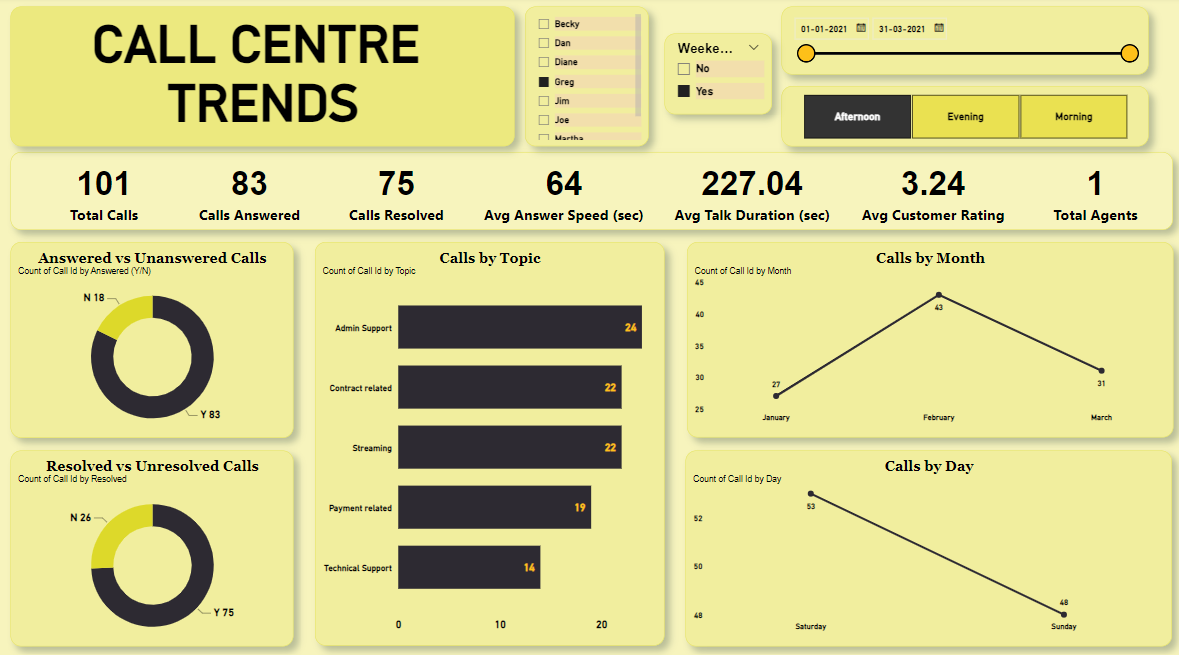 CALL CENTRE
TRENDS
Becky
Dan
Diane
Greg
Jim
Joe
Martha
Weeke...
No
Yes
01-01-2021 31-03-2021
Afternoon Evening Morning
101 83 75 64 227.04 3.24 1
Total Calls Calls Answered Calls Resolved Avg Answer Speed (sec) Avg Talk Duration (sec) Avg Customer Rating Total Agents
Answered vs Unanswered Calls
Count of Call Id by Answered (Y/N)
N 18
Y 83
Resolved vs Unresolved Calls
Count of Call Id by Resolved
N 26
Y 75
Calls by Topic
Count of Call Id by Topic
Admin Support 24
Contract related 22
Streaming 22
Payment related 19
Technical Support 14
0 10 20
Calls by Month
Count of Call Id by Month
45
40
35
30
25
27
43
31
January February March
Calls by Day
Count of Call Id by Day
53
52
50
48
48
Saturday Sunday